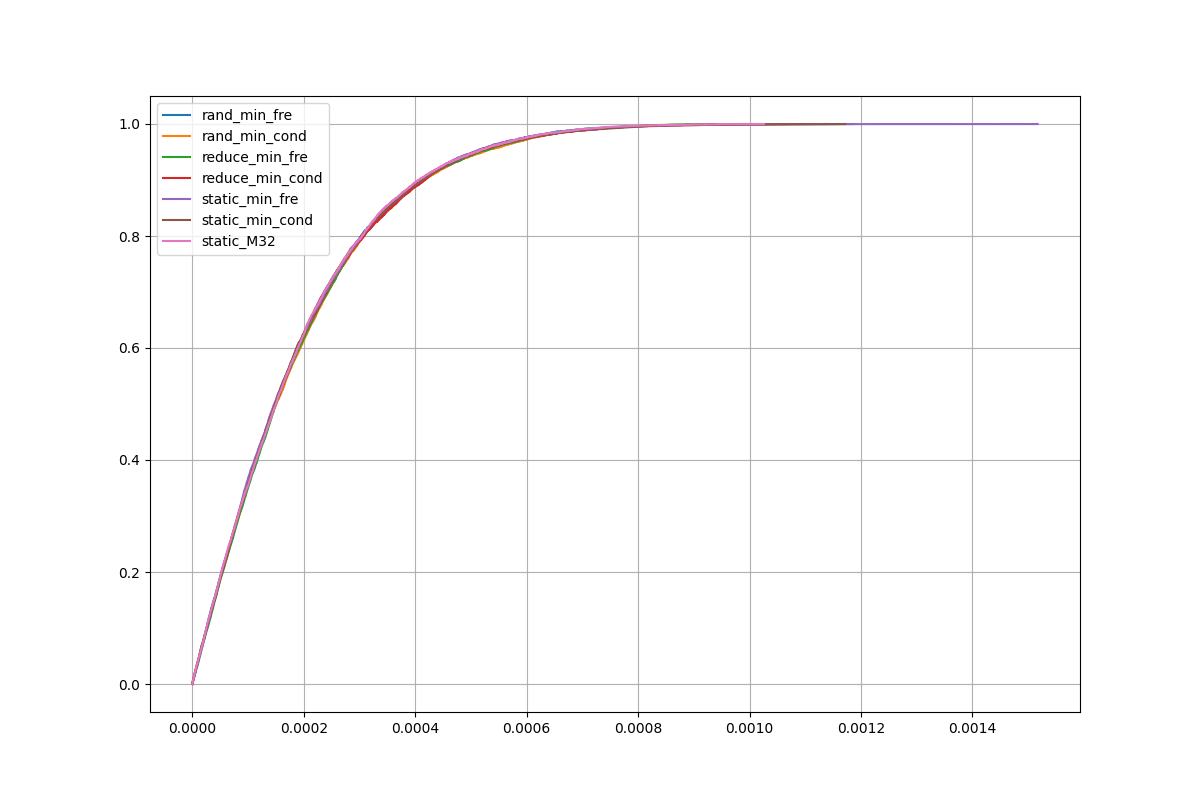 rand_min_fre
rand_min_cond
reduce_min_fre
reduce_min_cond
static_min_fre
static_min_cond
static_M32
1.0
0.8
0.6
0.4
0.2
0.0
0.0000 0.0002 0.0004 0.0006 0.0008 0.0010 0.0012 0.0014